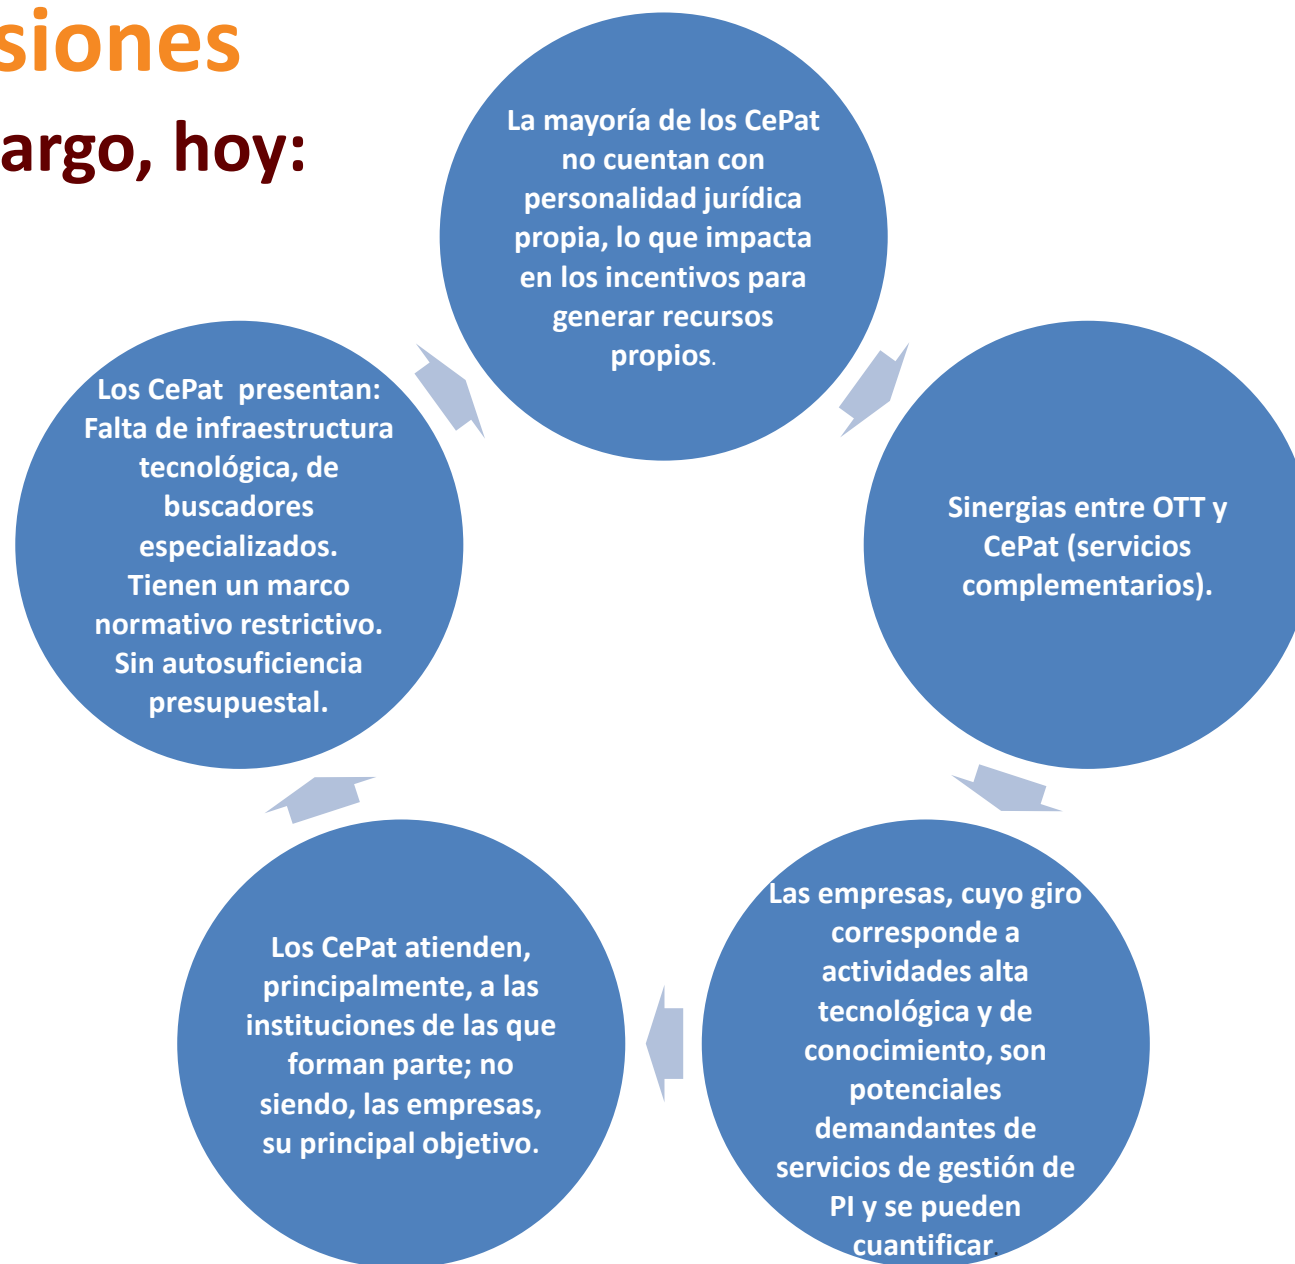 siones
argo, hoy:
La mayoría de los CePat
no cuentan con
personalidad jurídica
propia, lo que impacta
en los incentivos para
generar recursos
propios.
Sinergias entre OTT y
CePat (servicios
complementarios).
Las empresas, cuyo giro
corresponde a
actividades alta
tecnológica y de
conocimiento, son
potenciales
demandantes de
servicios de gestión de
PI y se pueden
cuantificar.
Los CePat atienden,
principalmente, a las
instituciones de las que
forman parte; no
siendo, las empresas,
su principal objetivo.
Los CePat  presentan:
Falta de infraestructura
tecnológica, de
buscadores
especializados.
Tienen un marco
normativo restrictivo.
Sin autosuficiencia
presupuestal.